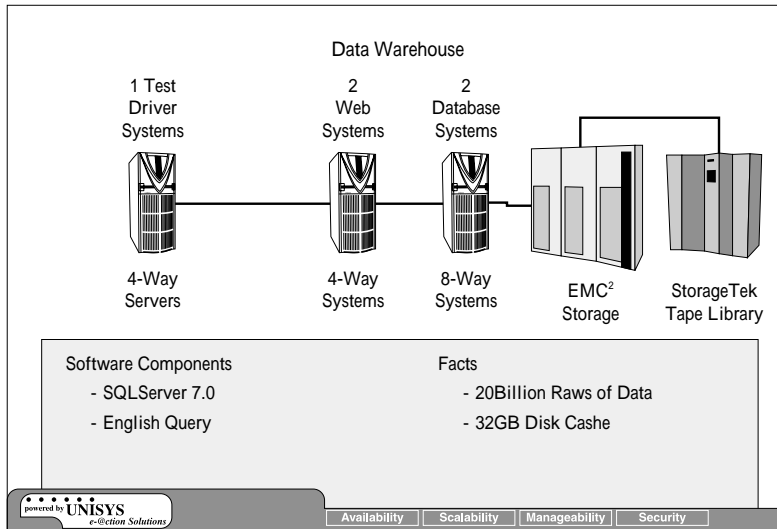 Data Warehouse
1 Test
Driver
Systems
2
Web
Systems
2
Database
Systems
4-Way
Servers
4-Way
Systems
8-Way
Systems
EMC²
Storage
StorageTek
Tape Library
Software Components
- SQLServer 7.0
- English Query
Facts
- 20Billion Raws of Data
- 32GB Disk Cashe
powered by UNISYS
e-@ction Solutions
Availability
Scalability
Manageability
Security